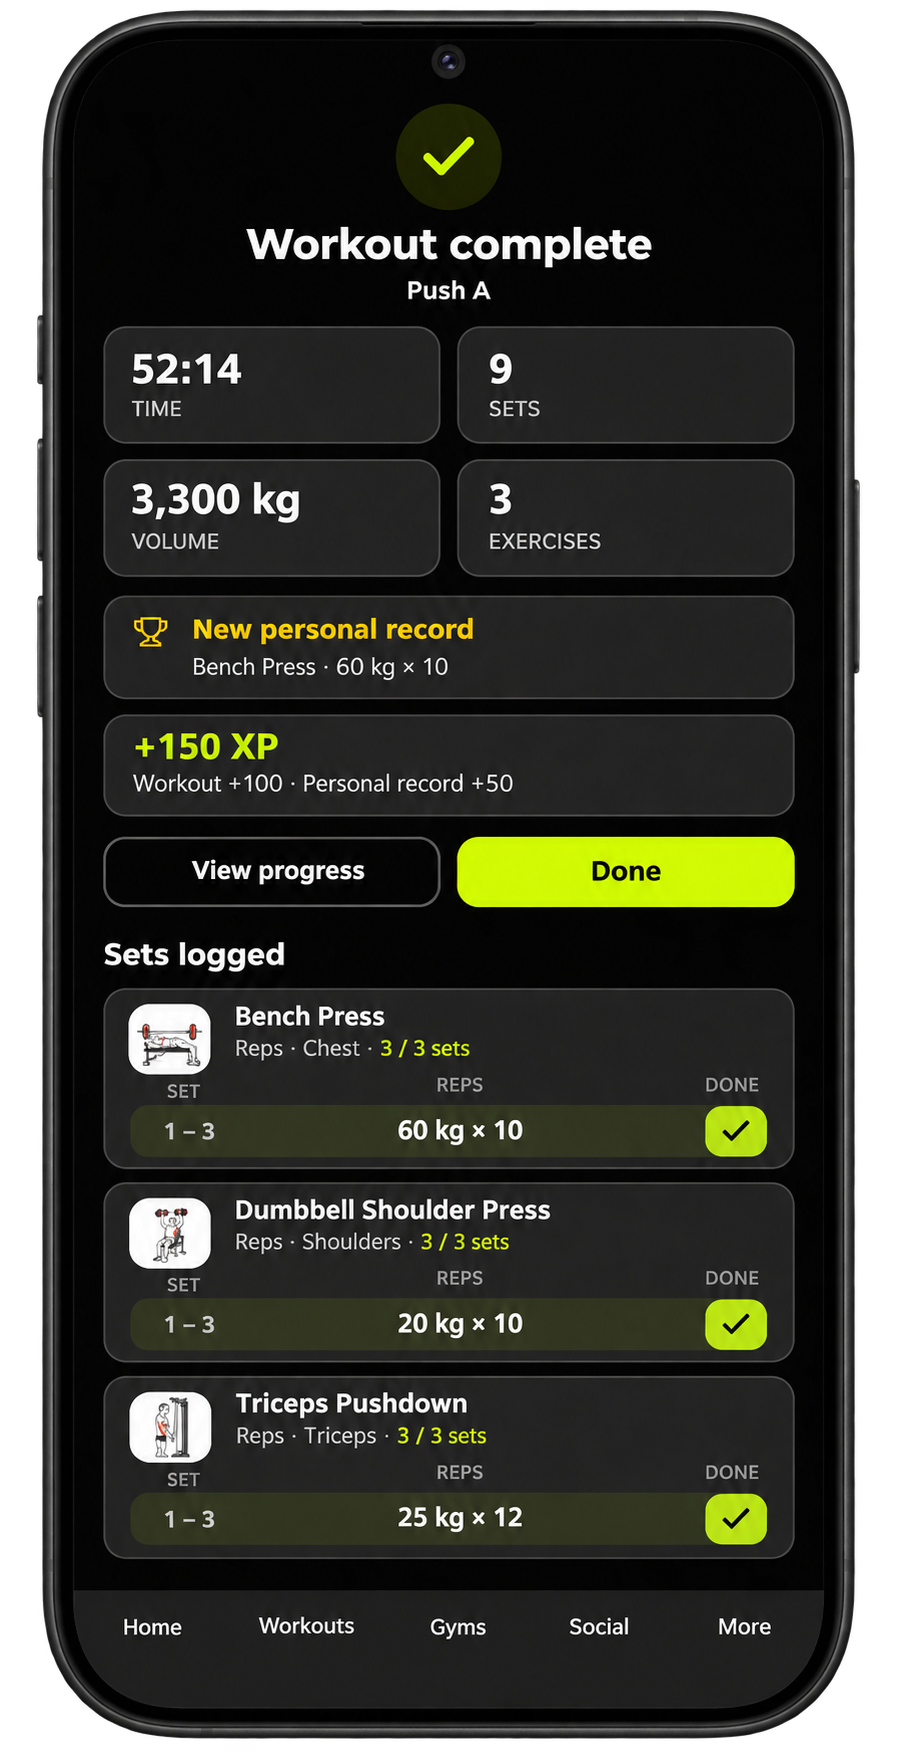 Workout complete
Push A
52:14
TIME
9
SETS
3,300 kg
VOLUME
3
EXERCISES
New personal record
Bench Press · 60 kg × 10
+150 XP
Workout +100 · Personal record +50
View progress
Done
Sets logged
Bench Press
Reps · Chest · 3 / 3 sets
SET REPS DONE
1 – 3 60 kg × 10
Dumbbell Shoulder Press
Reps · Shoulders · 3 / 3 sets
SET REPS DONE
1 – 3 20 kg × 10
Triceps Pushdown
Reps · Triceps · 3 / 3 sets
SET REPS DONE
1 – 3 25 kg × 12
Home Workouts Gyms Social More